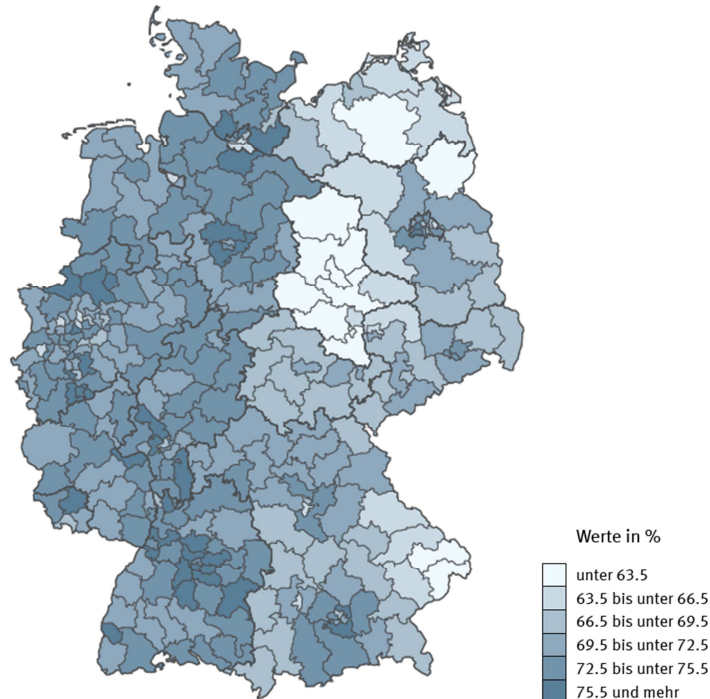 Werte in %
unter 63.5
63.5 bis unter 66.5
66.5 bis unter 69.5
69.5 bis unter 72.5
72.5 bis unter 75.5
75.5 und mehr